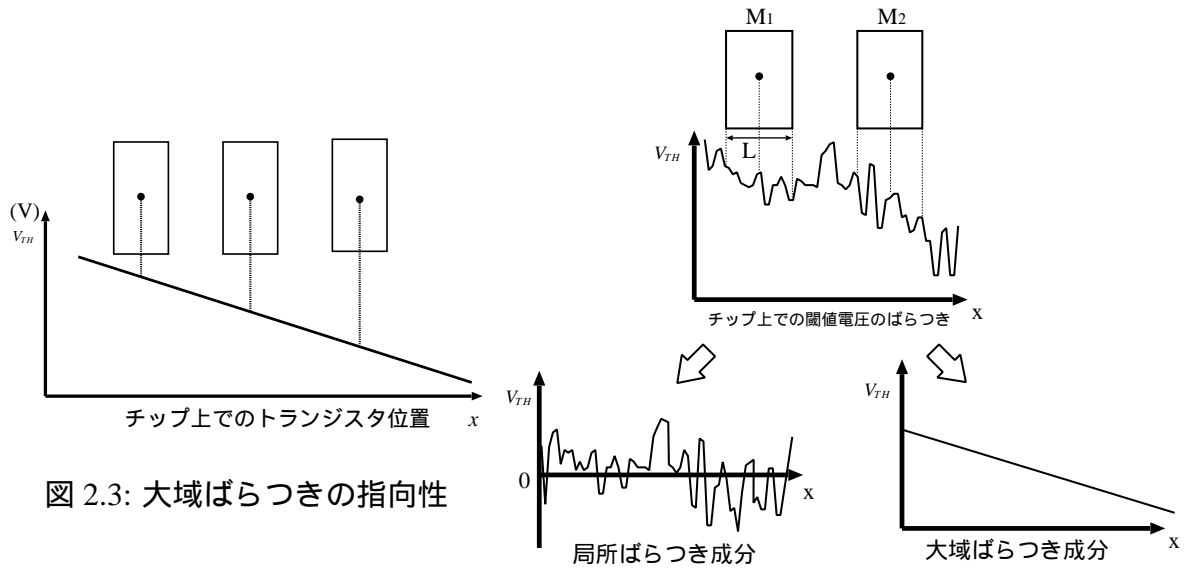 (V)
VTH
チップ上でのトランジスタ位置 x
図 2.3: 大域ばらつきの指向性
M1 M2
L
VTH
x
チップ上での閾値電圧のばらつき
VTH
0
x
局所ばらつき成分
VTH
x
大域ばらつき成分